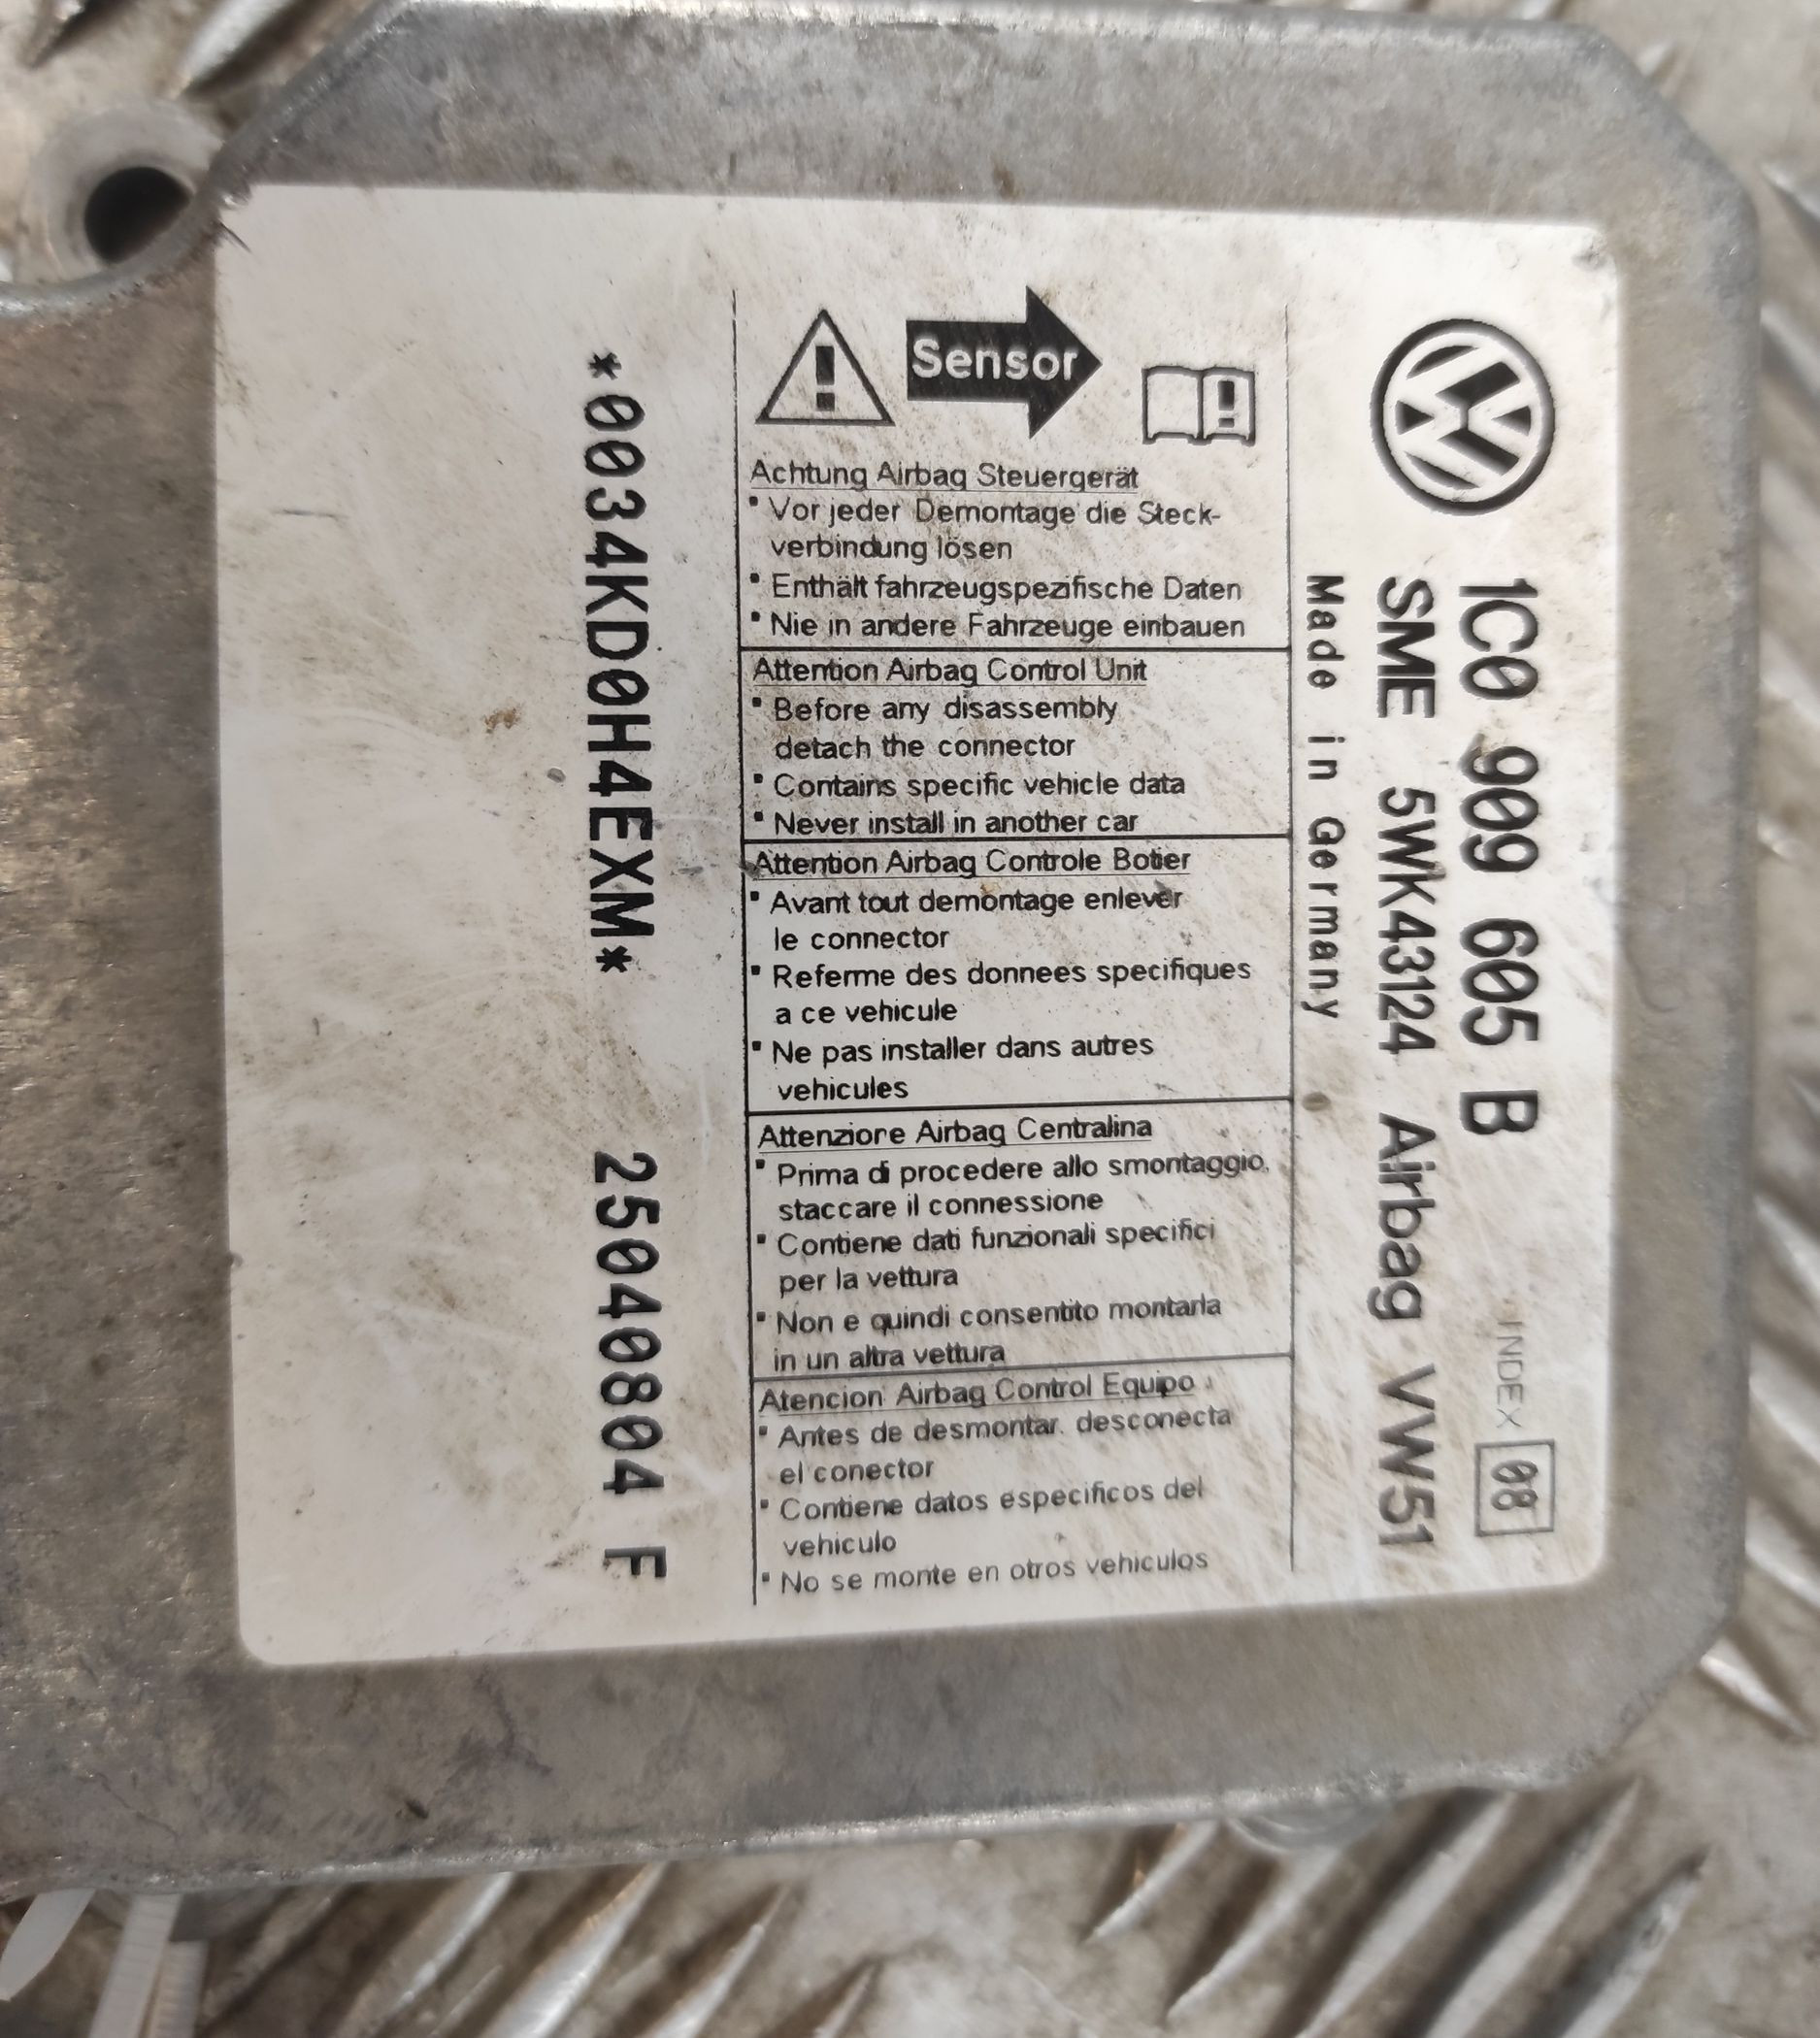 1C0 909 605 B
INDEX 08
SME 5WK43124 Airbag VW51
Made in Germany
Sensor
Achtung Airbag Steuergerät
Vor jeder Demontage die Steck-
verbindung lösen
Enthält fahrzeugspezifische Daten
Nie in andere Fahrzeuge einbauen
Attention Airbag Control Unit
Before any disassembly
detach the connector
Contains specific vehicle data
Never install in another car
Attention Airbag Controle Botier
Avant tout demontage enlever
le connector
Referme des donnees specifiques
a ce vehicule
Ne pas installer dans autres
vehicules
Attenzione Airbag Centralina
Prima di procedere allo smontaggio,
staccare il connessione
Contiene dati funzionali specifici
per la vettura
Non e quindi consentito montarla
in un altra vettura
Atencion Airbag Control Equipo
Antes de desmontar. desconecta
el conector
Contiene datos especificos del
vehiculo
No se monte en otros vehiculos
*0034KD0H4EXM* 25040804 F